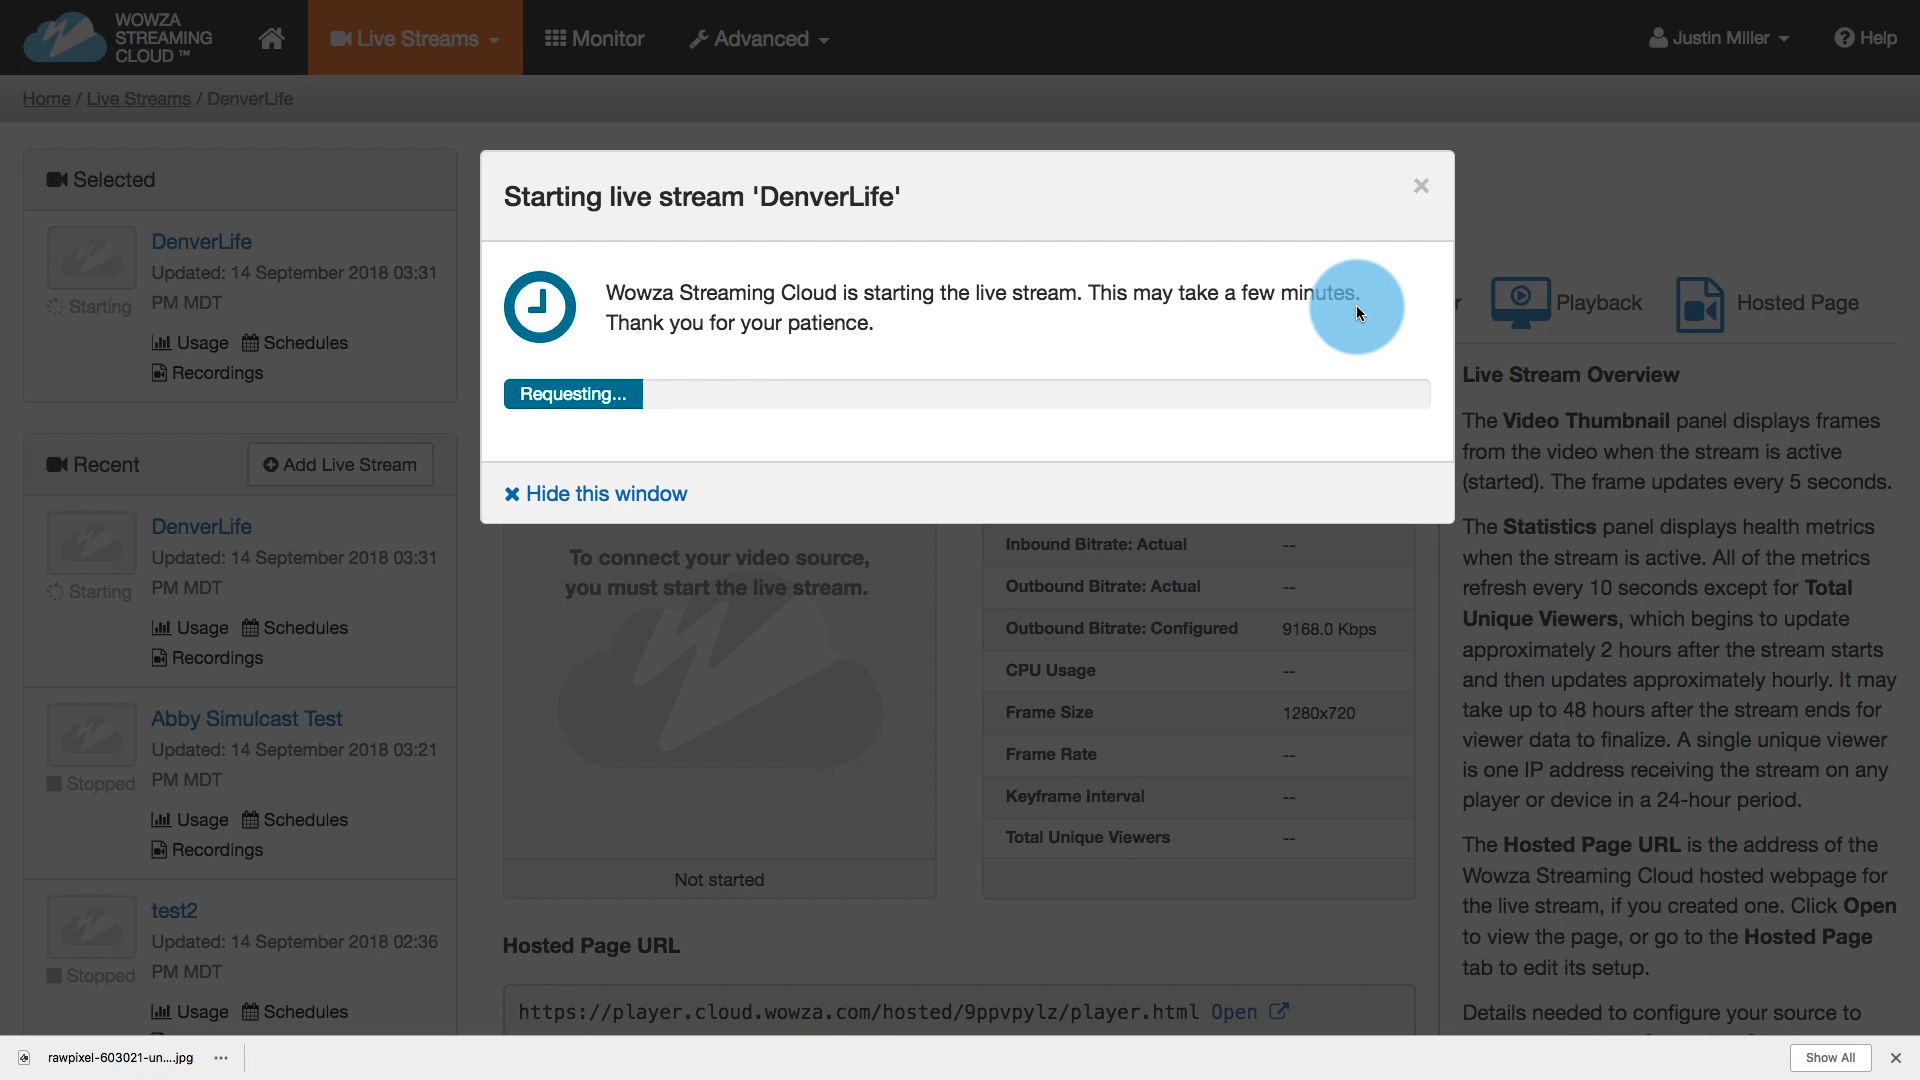 WOWZA
STREAMING
CLOUD ™
Live Streams
Monitor
Advanced
Justin Miller
Help
Home / Live Streams / DenverLife
Selected
DenverLife
Updated: 14 September 2018 03:31
PM MDT
Starting
Usage Schedules
Recordings
Recent
Add Live Stream
DenverLife
Updated: 14 September 2018 03:31
PM MDT
Starting
Usage Schedules
Recordings
Abby Simulcast Test
Updated: 14 September 2018 03:21
PM MDT
Stopped
Usage Schedules
Recordings
test2
Updated: 14 September 2018 02:36
PM MDT
Stopped
Usage Schedules
Starting live stream 'DenverLife'
×
Wowza Streaming Cloud is starting the live stream. This may take a few minutes.
Thank you for your patience.
Requesting...
Hide this window
To connect your video source,
you must start the live stream.
Not started
Inbound Bitrate: Actual --
Outbound Bitrate: Actual --
Outbound Bitrate: Configured 9168.0 Kbps
CPU Usage --
Frame Size 1280x720
Frame Rate --
Keyframe Interval --
Total Unique Viewers --
Hosted Page URL
https://player.cloud.wowza.com/hosted/9ppvpylz/player.html Open
r
Playback
Hosted Page
Live Stream Overview
The Video Thumbnail panel displays frames
from the video when the stream is active
(started). The frame updates every 5 seconds.
The Statistics panel displays health metrics
when the stream is active. All of the metrics
refresh every 10 seconds except for Total
Unique Viewers, which begins to update
approximately 2 hours after the stream starts
and then updates approximately hourly. It may
take up to 48 hours after the stream ends for
viewer data to finalize. A single unique viewer
is one IP address receiving the stream on any
player or device in a 24-hour period.
The Hosted Page URL is the address of the
Wowza Streaming Cloud hosted webpage for
the live stream, if you created one. Click Open
to view the page, or go to the Hosted Page
tab to edit its setup.
Details needed to configure your source to
rawpixel-603021-un....jpg
Show All